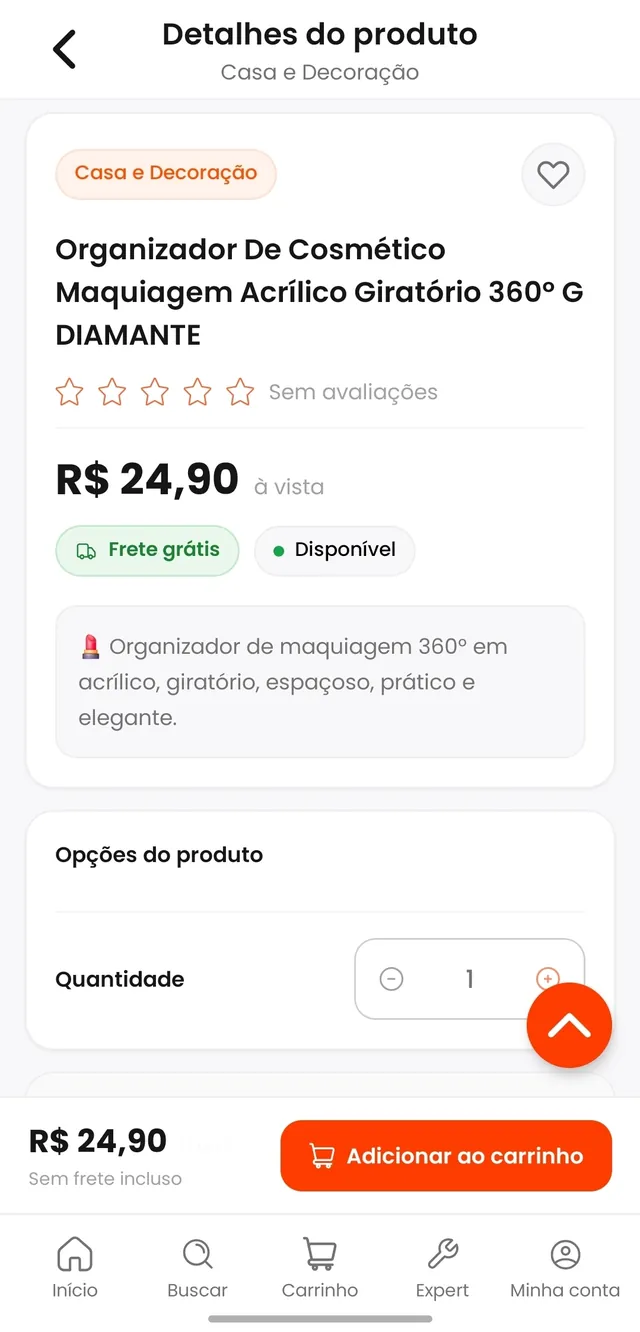 Detalhes do produto
Casa e Decoração
Casa e Decoração
Organizador De Cosmético
Maquiagem Acrílico Giratório 360º G
DIAMANTE
Sem avaliações
R$ 24,90 à vista
Frete grátis
Disponível
💄 Organizador de maquiagem 360º em
acrílico, giratório, espaçoso, prático e
elegante.
Opções do produto
Quantidade
1
R$ 24,90
Sem frete incluso
Adicionar ao carrinho
Início
Buscar
Carrinho
Expert
Minha conta